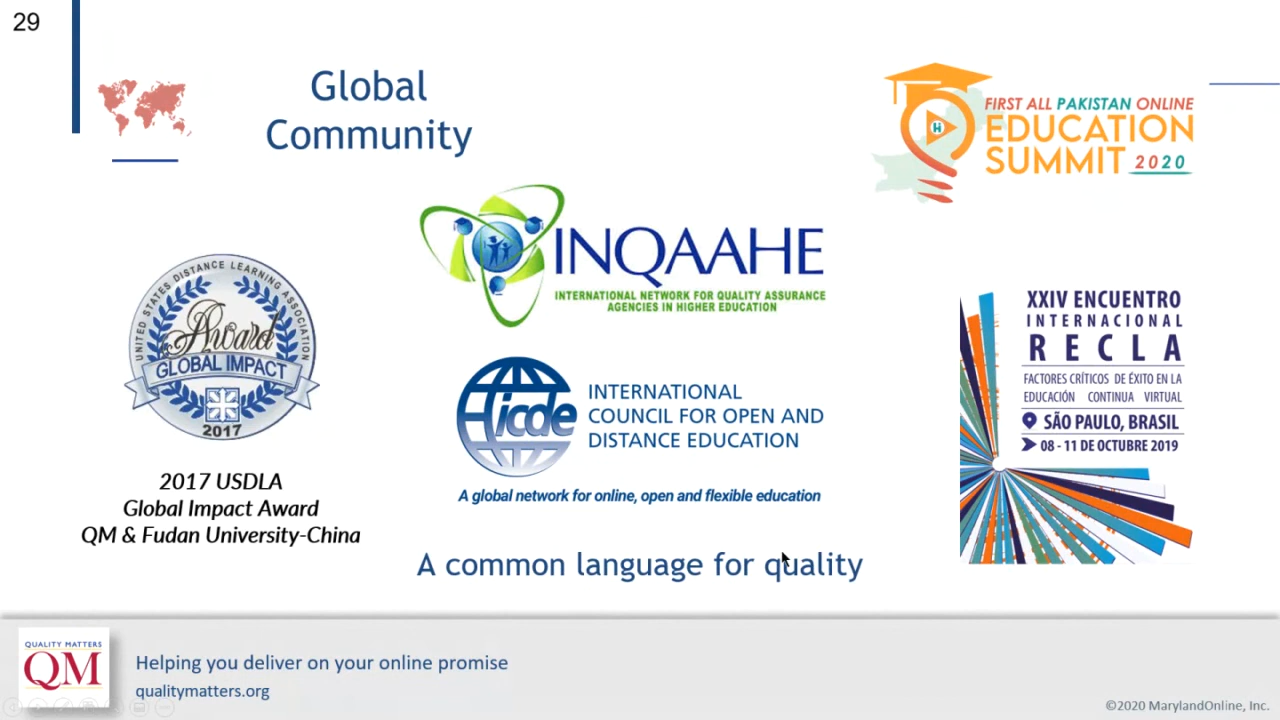 29
Global
Community
FIRST ALL PAKISTAN ONLINE
EDUCATION
SUMMIT 2020
INQAAHE
INTERNATIONAL NETWORK FOR QUALITY ASSURANCE
AGENCIES IN HIGHER EDUCATION
UNITED STATES DISTANCE LEARNING ASSOCIATION
Award
GLOBAL IMPACT
2017
2017 USDLA
Global Impact Award
QM & Fudan University-China
icde
INTERNATIONAL
COUNCIL FOR OPEN AND
DISTANCE EDUCATION
A global network for online, open and flexible education
XXIV ENCUENTRO
INTERNACIONAL
RECLA
FACTORES CRÍTICOS DE ÉXITO EN LA
EDUCACIÓN CONTINUA VIRTUAL
SÃO PAULO, BRASIL
08 - 11 DE OCTUBRE 2019
A common language for quality
QUALITY MATTERS
QM
Helping you deliver on your online promise
qualitymatters.org
©2020 MarylandOnline, Inc.